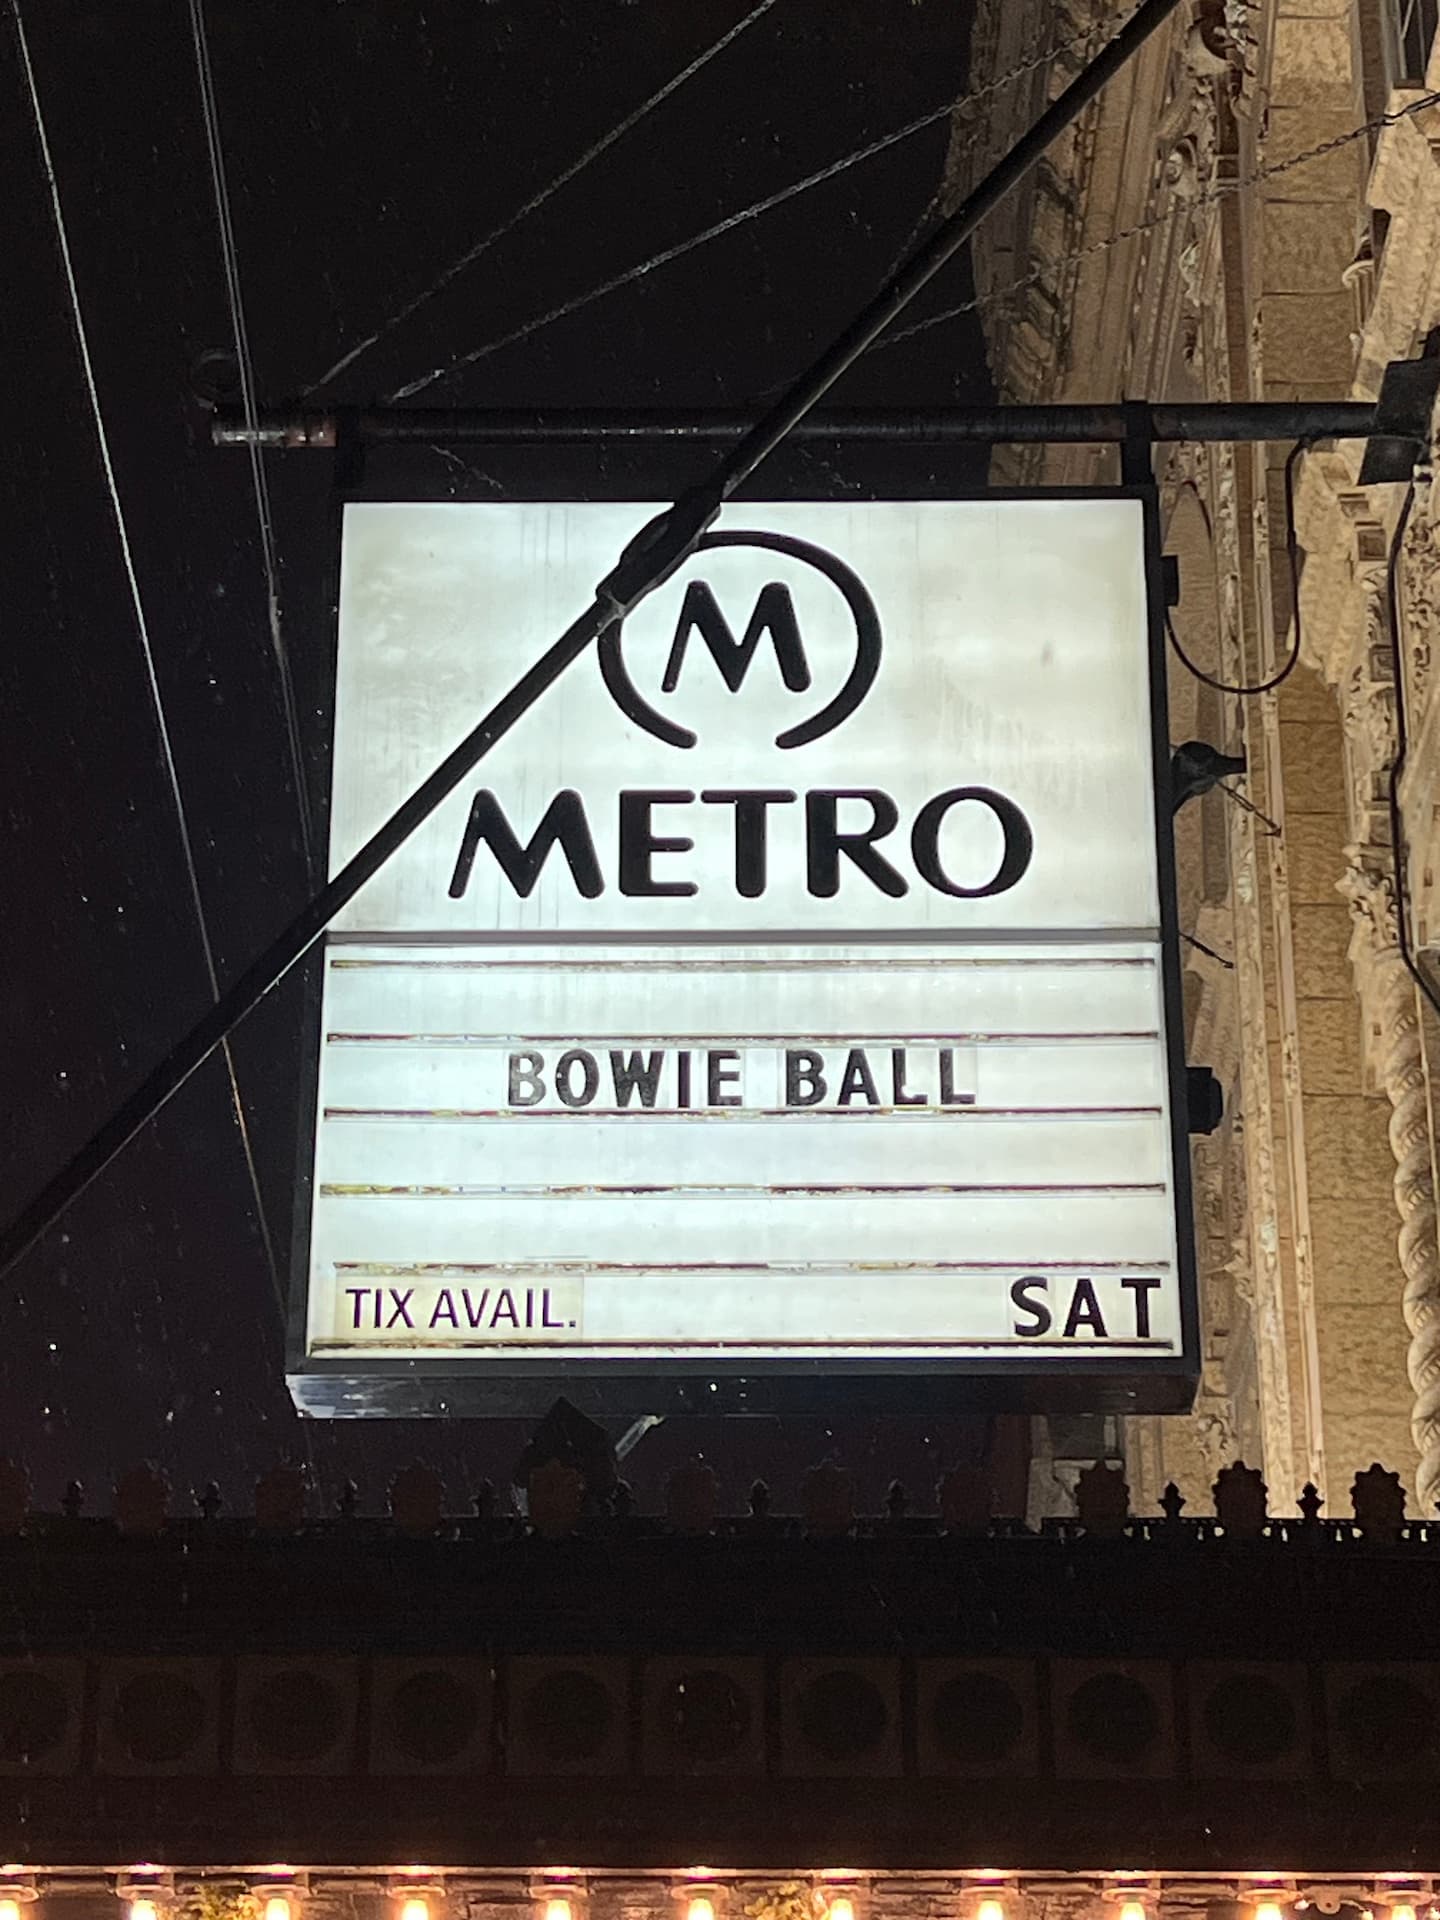 M
METRO
BOWIE BALL
TIX AVAIL. SAT